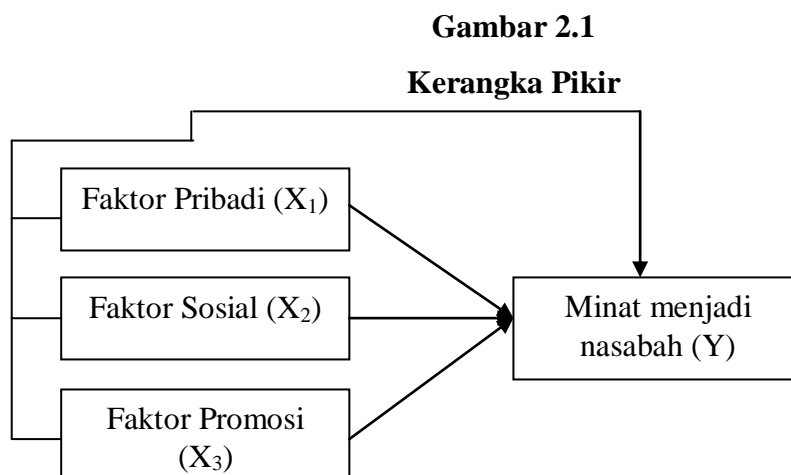 Gambar 2.1
Kerangka Pikir
Faktor Pribadi (X₁)
Faktor Sosial (X₂)
Faktor Promosi
(X₃)
Minat menjadi
nasabah (Y)